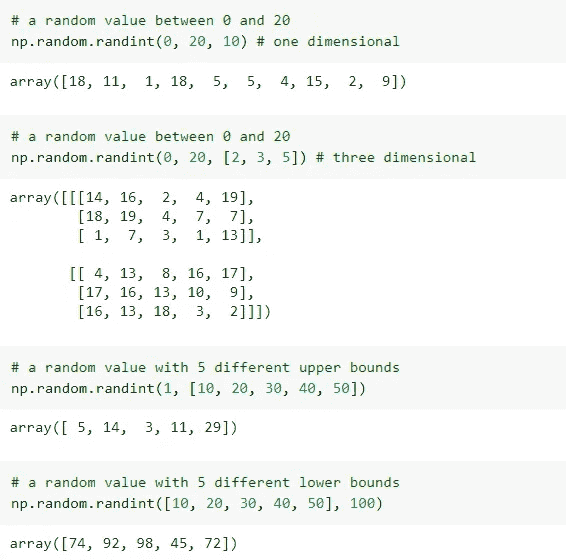 # a random value between 0 and 20
np.random.randint(0, 20, 10) # one dimensional
array([18, 11,  1, 18,  5,  5,  4, 15,  2,  9])
# a random value between 0 and 20
np.random.randint(0, 20, [2, 3, 5]) # three dimensional
array([[[14, 16,  2,  4, 19],
        [18, 19,  4,  7,  7],
        [ 1,  7,  3,  1, 13]],
       [[ 4, 13,  8, 16, 17],
        [17, 16, 13, 10,  9],
        [16, 13, 18,  3,  2]]])
# a random value with 5 different upper bounds
np.random.randint(1, [10, 20, 30, 40, 50])
array([ 5, 14,  3, 11, 29])
# a random value with 5 different lower bounds
np.random.randint([10, 20, 30, 40, 50], 100)
array([74, 92, 98, 45, 72])